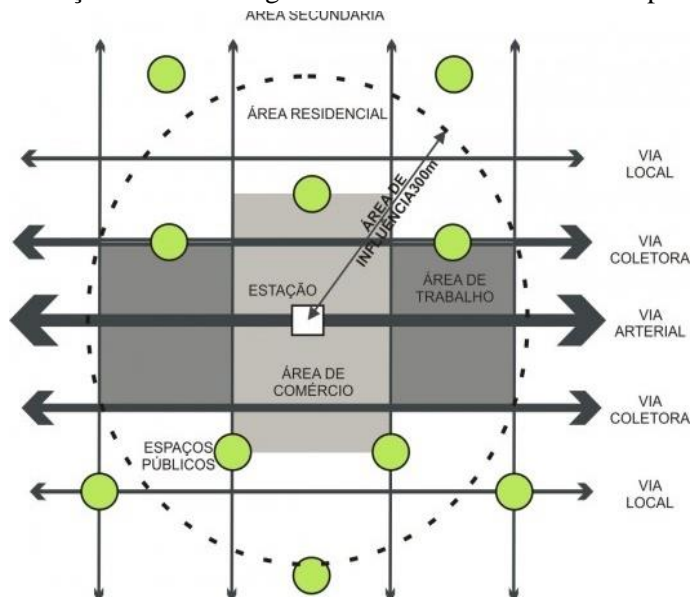 ÁREA SECUNDÁRIA
ÁREA RESIDENCIAL
VIA
LOCAL
ÁREA DE
INFLUÊNCIA300m
VIA
COLETORA
ESTAÇÃO
ÁREA DE
TRABALHO
VIA
ARTERIAL
ÁREA DE
COMÉRCIO
VIA
COLETORA
ESPAÇOS
PÚBLICOS
VIA
LOCAL